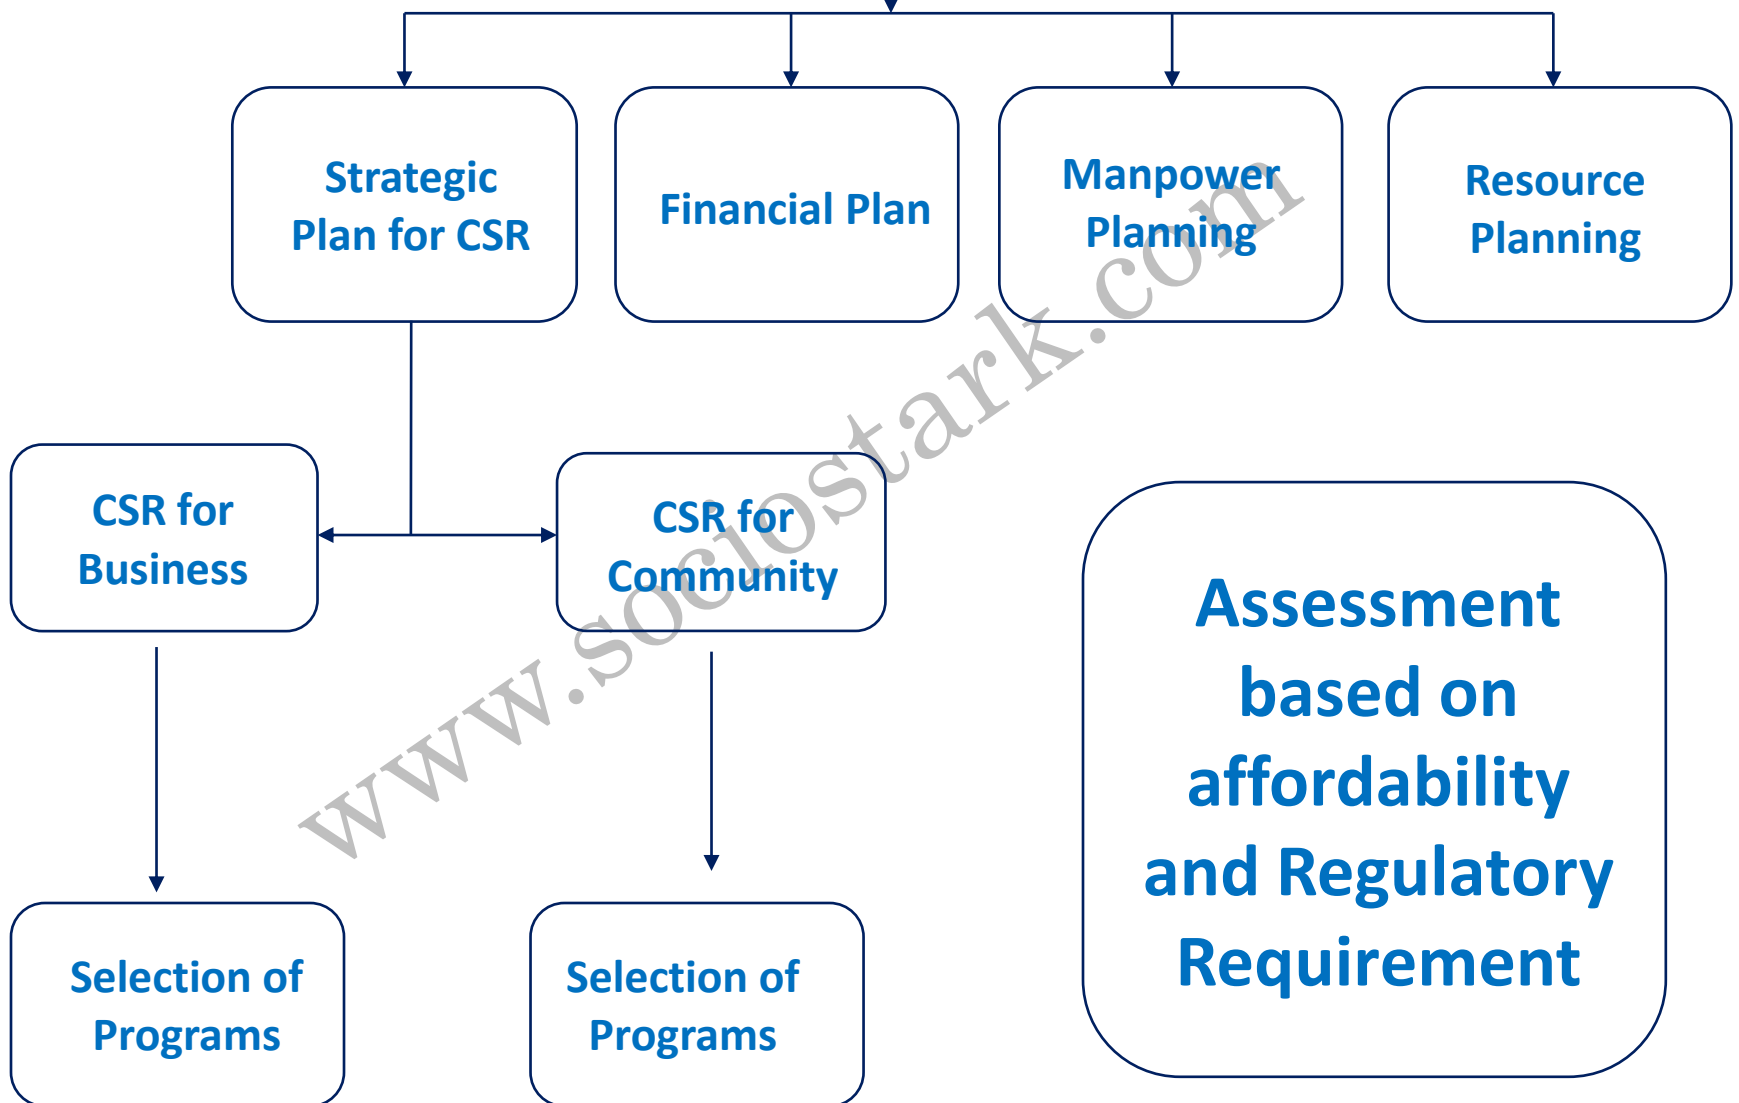 Strategic
Plan for CSR
Financial Plan
Manpower
Planning
Resource
Planning
CSR for
Business
CSR for
Community
Assessment
based on
affordability
and Regulatory
Requirement
Selection of
Programs
Selection of
Programs
www.sociostark.com